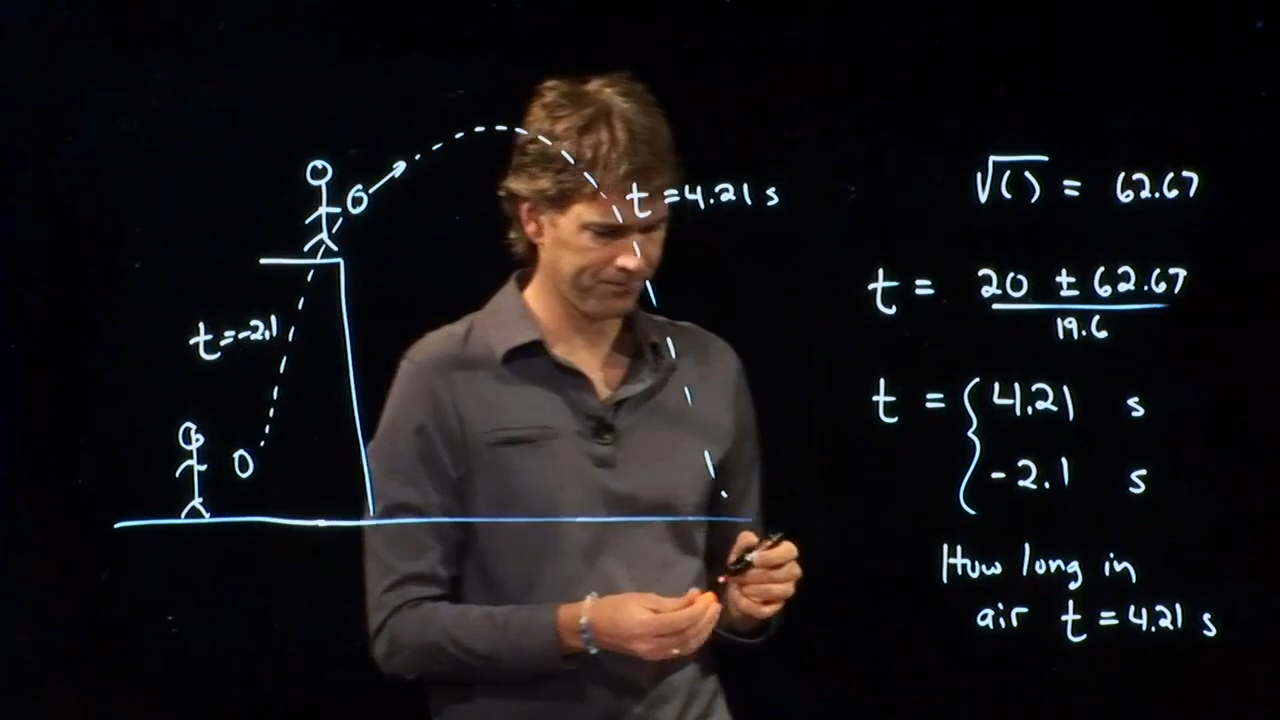 t = 4.21 s
t = -2.1
√( ) = 62.67
t = 20 ± 62.67 / 19.6
t = { 4.21 s
-2.1 s
How long in
air t = 4.21 s